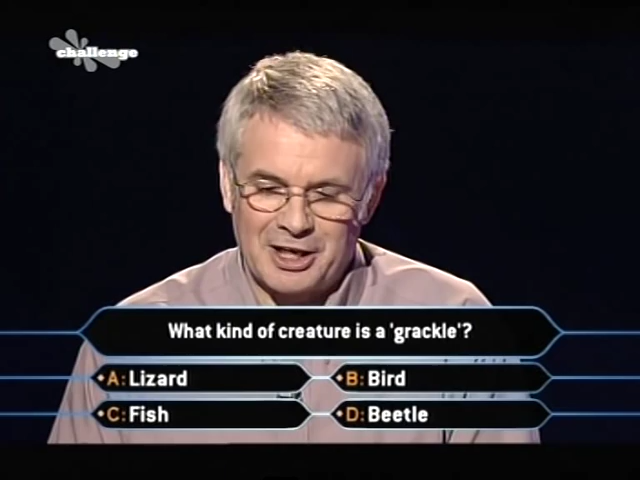 challenge
What kind of creature is a 'grackle'?
A: Lizard
B: Bird
C: Fish
D: Beetle